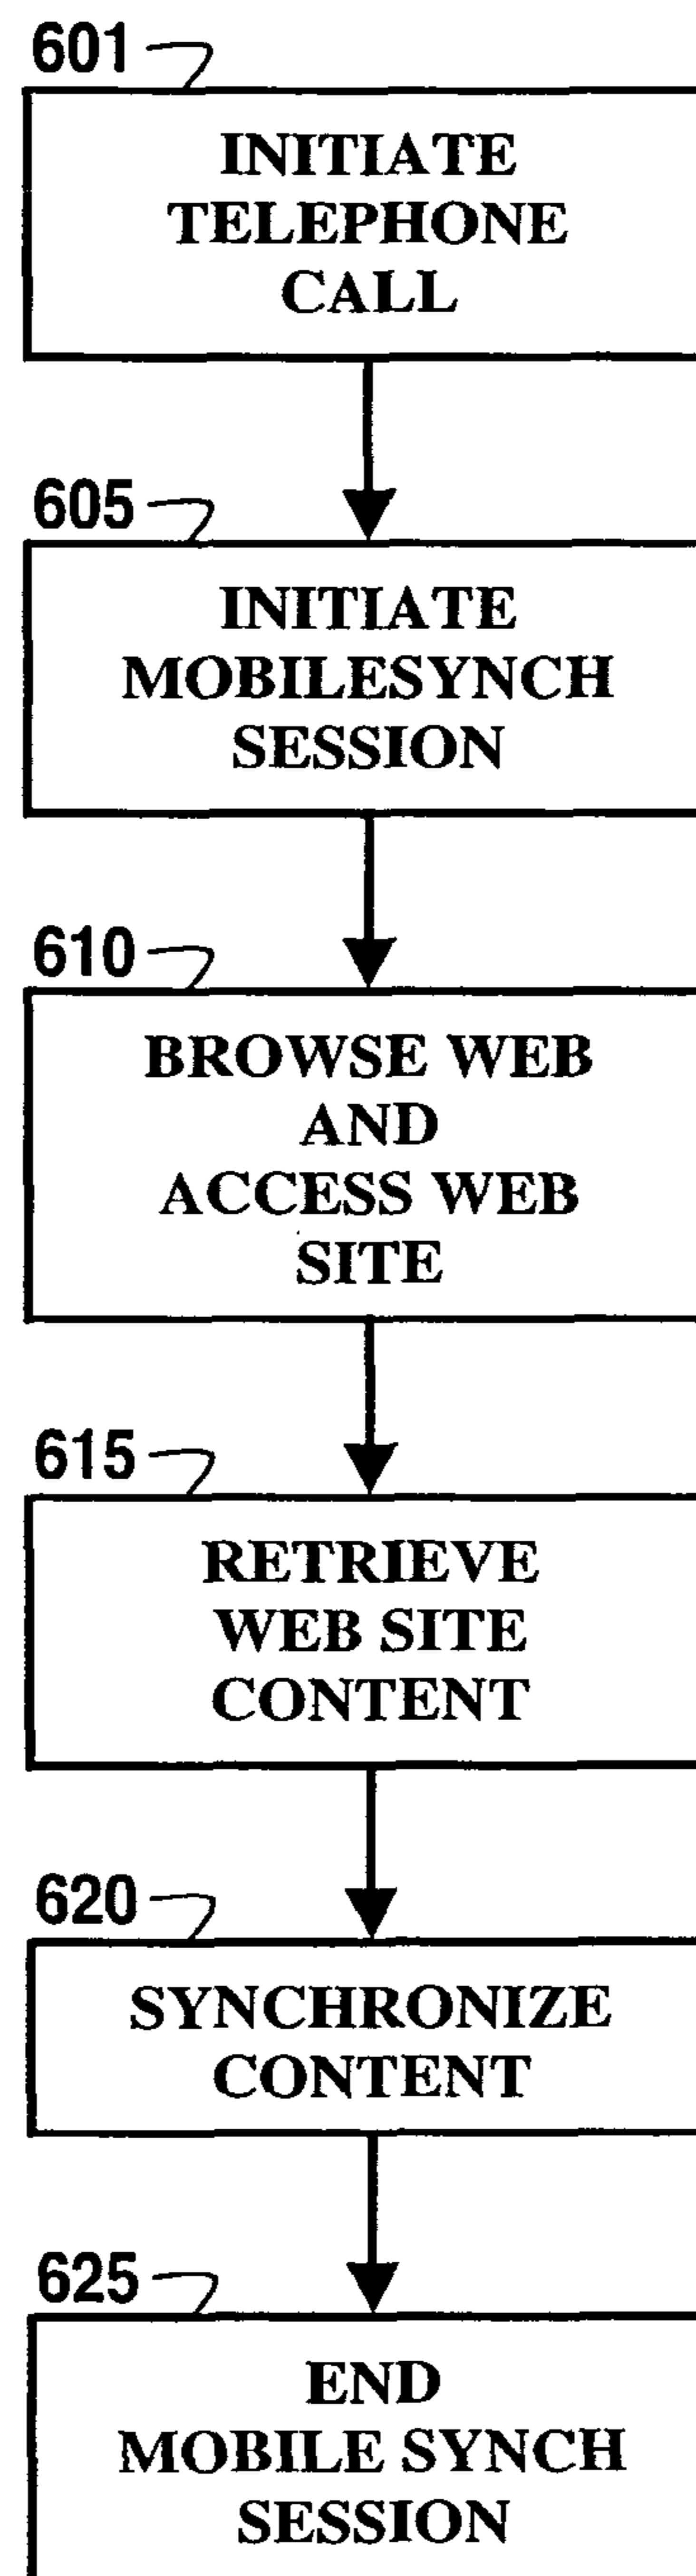 601
INITIATE
TELEPHONE
CALL
605
INITIATE
MOBILESYNCH
SESSION
610
BROWSE WEB
AND
ACCESS WEB
SITE
615
RETRIEVE
WEB SITE
CONTENT
620
SYNCHRONIZE
CONTENT
625
END
MOBILE SYNCH
SESSION